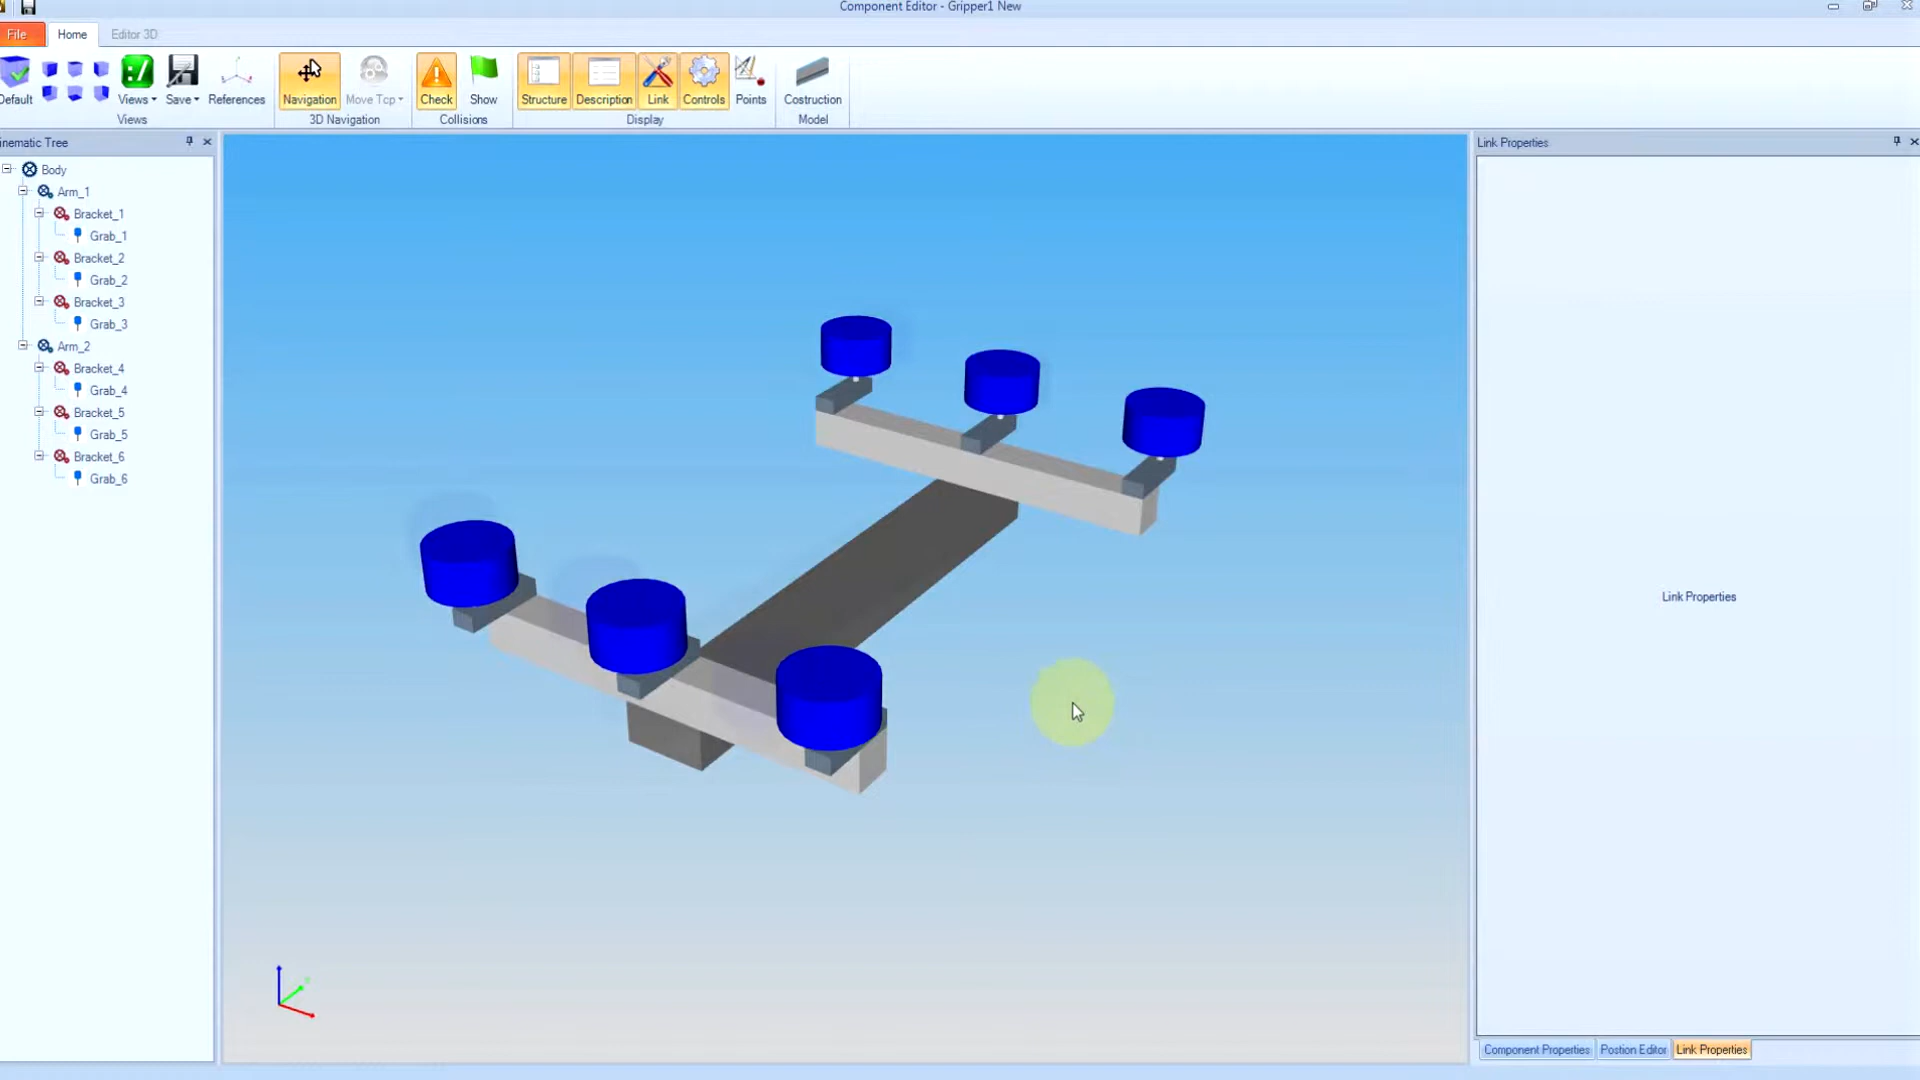 Component Editor - Gripper1 New
File Home Editor 3D
Default Views Save References Navigation Move Tcp Check Show Structure Description Link Controls Points Costruction
Views 3D Navigation Collisions Display Model
inematic Tree
Link Properties
Body
Arm_1
Bracket_1
Grab_1
Bracket_2
Grab_2
Bracket_3
Grab_3
Arm_2
Bracket_4
Grab_4
Bracket_5
Grab_5
Bracket_6
Grab_6
Link Properties
Component Properties Postion Editor Link Properties